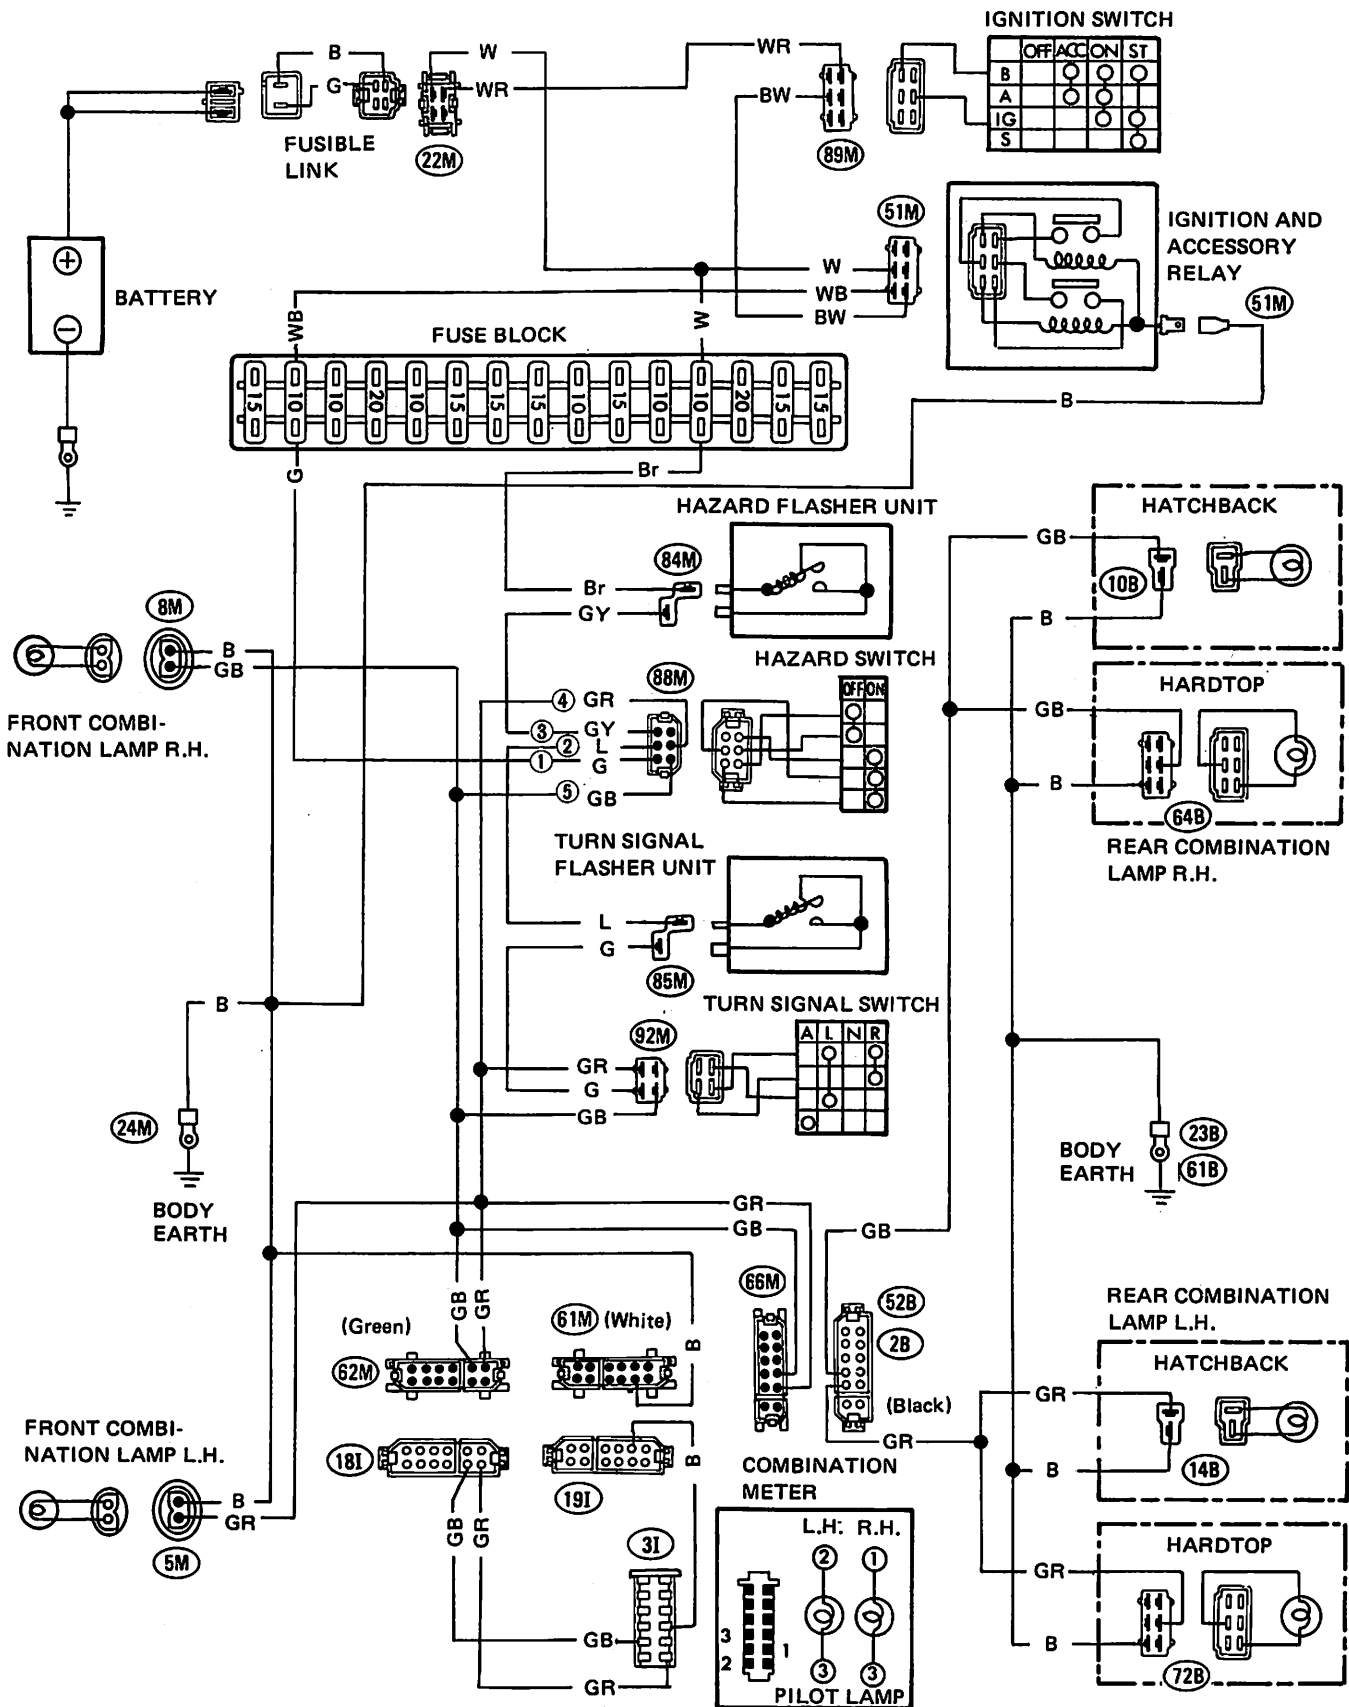 IGNITION SWITCH
OFF ACC ON ST
B
A
IG
S
B
G
W
WR
WR
BW
FUSIBLE
LINK
22M
89M
51M
IGNITION AND
ACCESSORY
RELAY
51M
BATTERY
W
WB
BW
WB
W
FUSE BLOCK
15 10 10 20 10 15 15 15 10 15 10 10 20 15 15
B
G
Br
HAZARD FLASHER UNIT
84M
Br
GY
HATCHBACK
GB
10B
B
8M
B
GB
FRONT COMBI-
NATION LAMP R.H.
HAZARD SWITCH
OFF ON
88M
4 GR
3 GY
2 L
1 G
5 GB
HARDTOP
GB
B
64B
REAR COMBINATION
LAMP R.H.
TURN SIGNAL
FLASHER UNIT
L
G
85M
TURN SIGNAL SWITCH
A L N R
92M
GR
G
GB
B
24M
BODY
EARTH
BODY
EARTH
23B
61B
GR
GB
GB
66M
52B
2B
(Black)
GR
GB
GR
(Green)
61M (White)
B
62M
18I
19I
B
GB
GR
3I
GB
GR
FRONT COMBI-
NATION LAMP L.H.
B
GR
5M
COMBINATION
METER
L.H. R.H.
2 1
3
2
1
3 3
PILOT LAMP
REAR COMBINATION
LAMP L.H.
HATCHBACK
GR
B
14B
HARDTOP
GR
B
72B